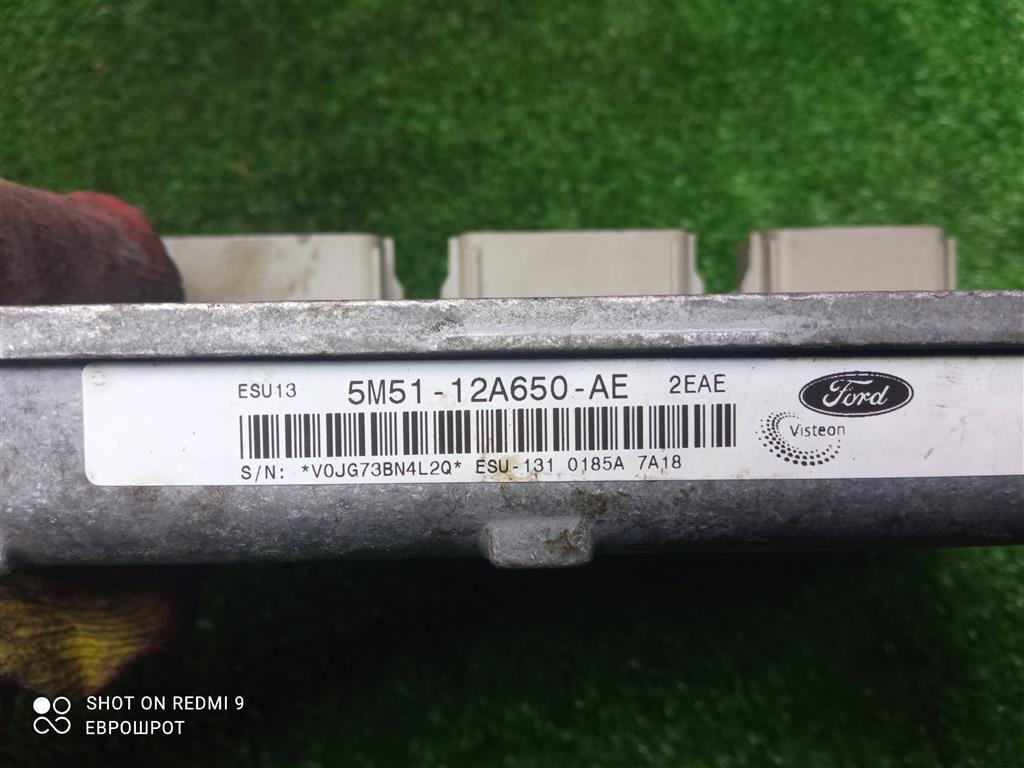 ESU13 5M51-12A650-AE 2EAE
Ford
Visteon
S/N: *V0JG73BN4L2Q* ESU-131 0185A 7A18
SHOT ON REDMI 9
ЕВРОШРОТ